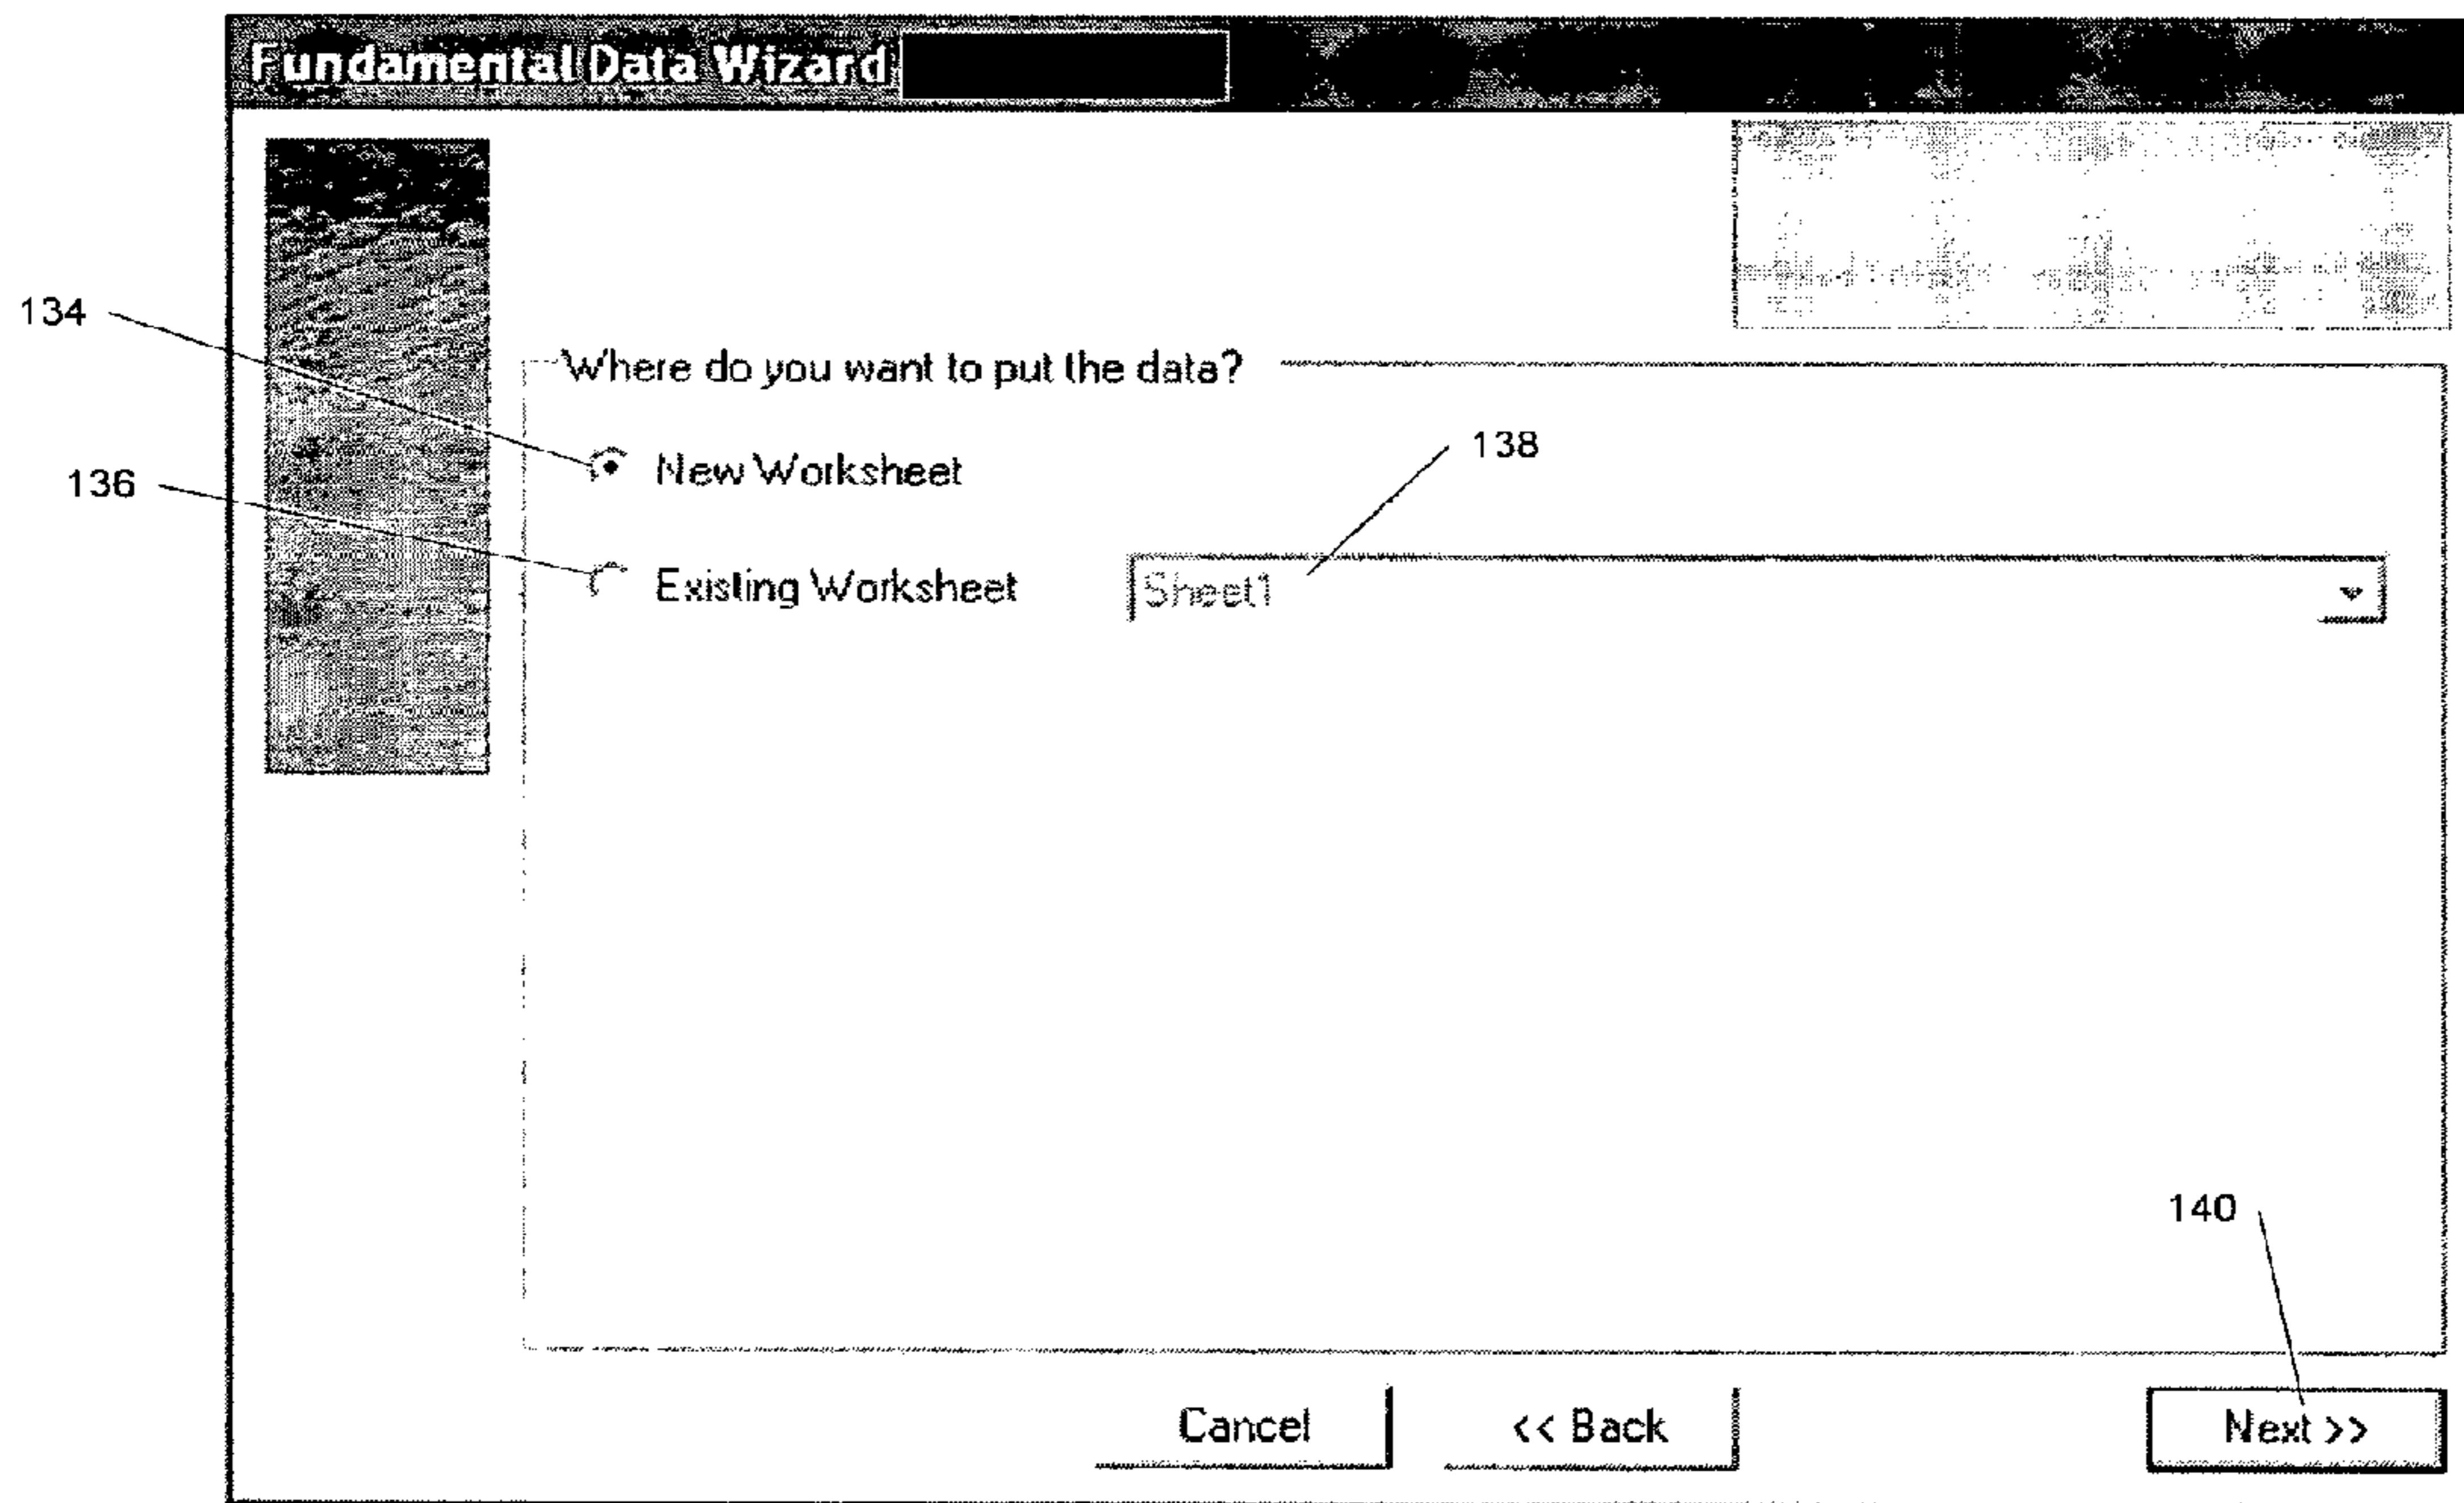 Fundamental Data Wizard
134
Where do you want to put the data?
138
New Worksheet
136
Existing Worksheet Sheet1
140
Cancel << Back Next >>